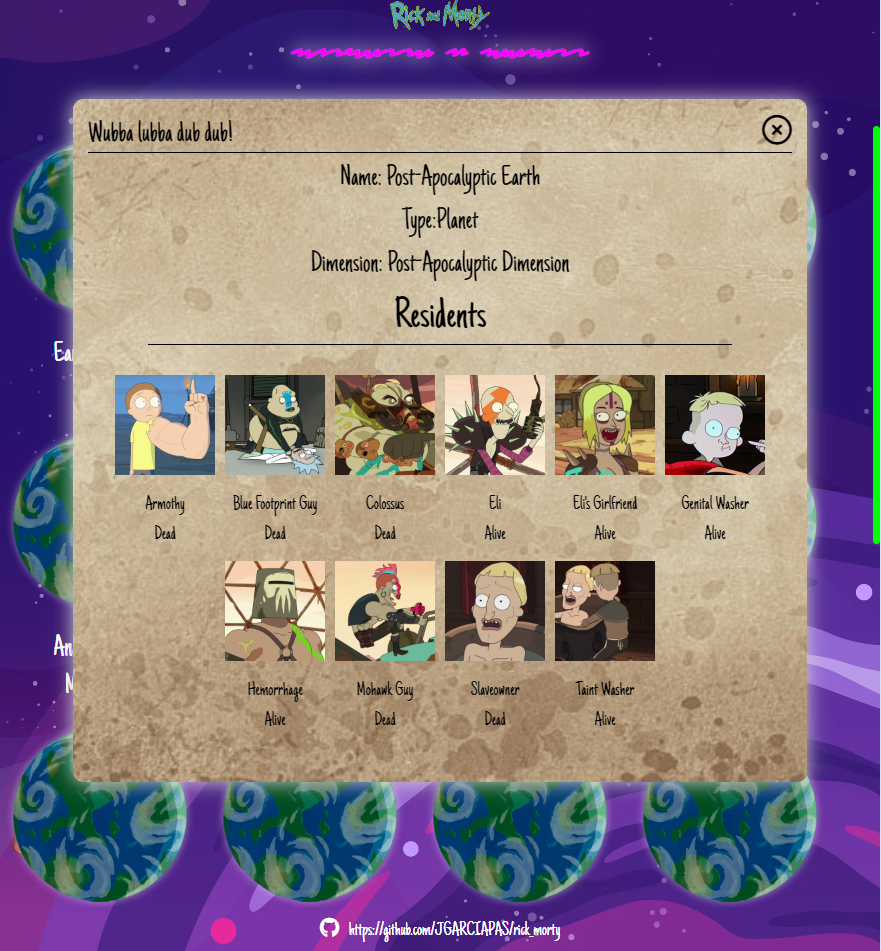 Rick and Morty
Wubba lubba dub dub!
Name: Post-Apocalyptic Earth
Type:Planet
Dimension: Post-Apocalyptic Dimension
Residents
Armothy
Dead
Blue Footprint Guy
Dead
Colossus
Dead
Eli
Alive
Eli's Girlfriend
Alive
Genital Washer
Alive
Hemorrhage
Alive
Mohawk Guy
Dead
Slaveowner
Dead
Taint Washer
Alive
https://github.com/JGARCIAPAS/rick_morty